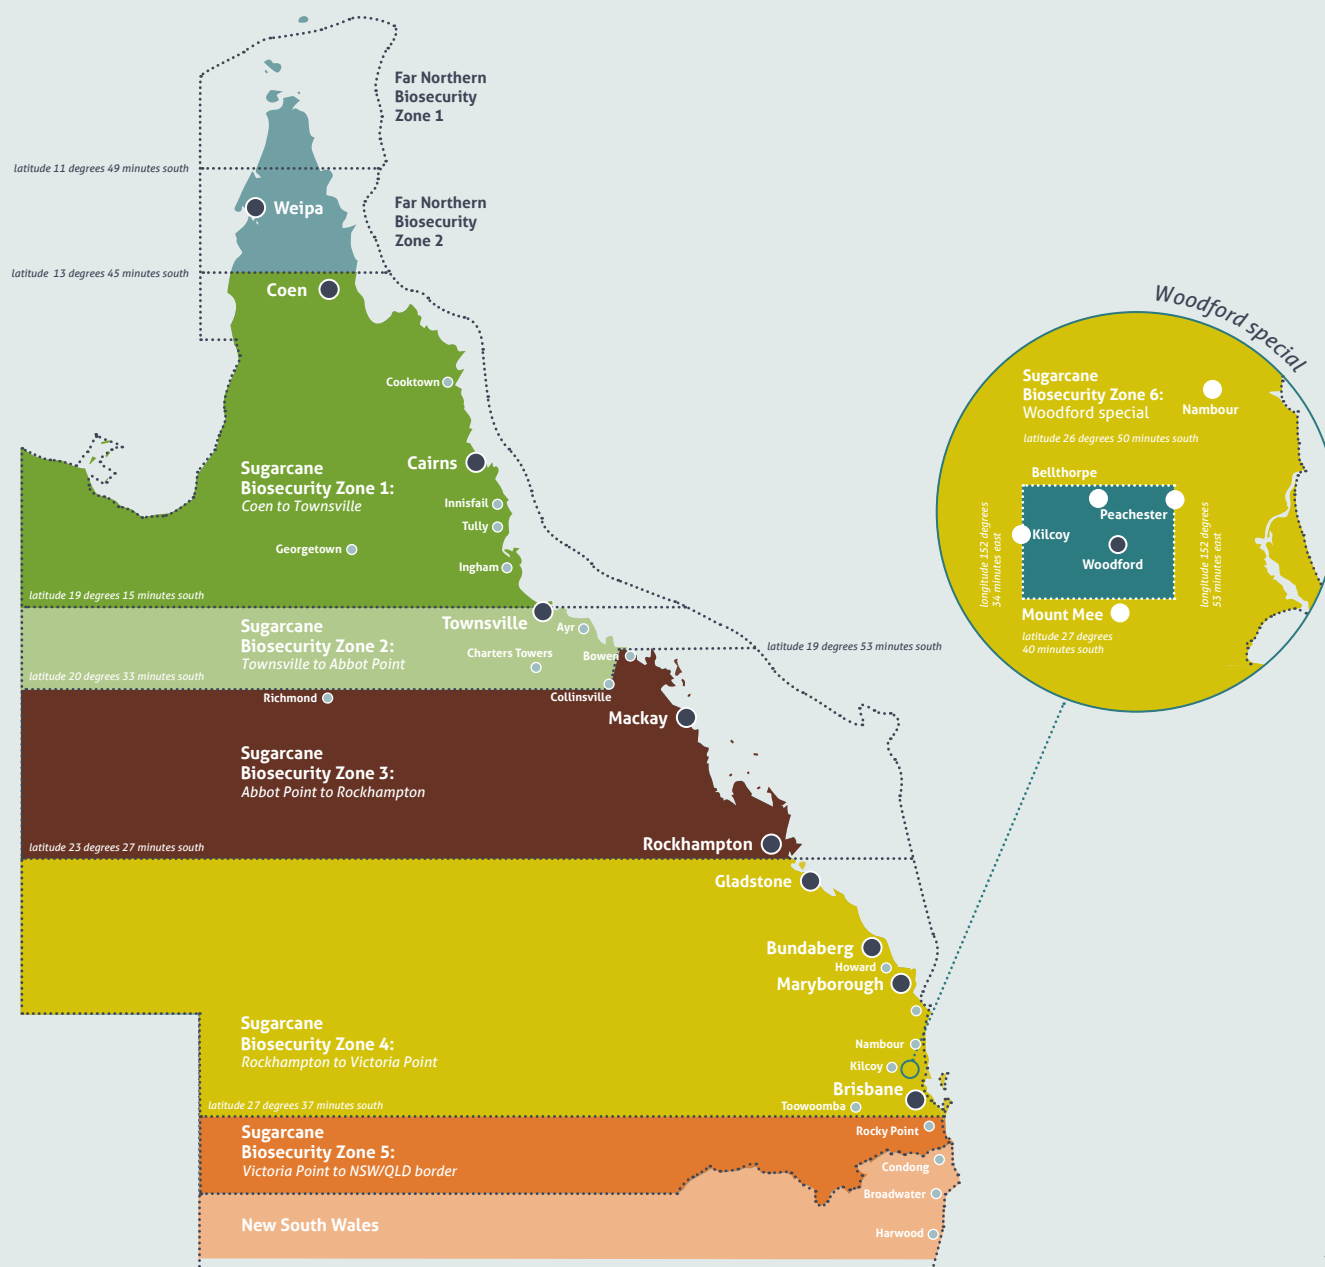 Far Northern
Biosecurity
Zone 1
latitude 11 degrees 49 minutes south
Weipa
Far Northern
Biosecurity
Zone 2
latitude 13 degrees 45 minutes south
Coen
Cooktown
Cairns
Sugarcane
Biosecurity Zone 1:
Coen to Townsville
Innisfail
Tully
Georgetown
Ingham
latitude 19 degrees 15 minutes south
Townsville
Sugarcane
Biosecurity Zone 2:
Townsville to Abbot Point
Ayr
Charters Towers
Bowen
latitude 19 degrees 53 minutes south
latitude 20 degrees 33 minutes south
Richmond
Collinsville
Mackay
Sugarcane
Biosecurity Zone 3:
Abbot Point to Rockhampton
latitude 23 degrees 27 minutes south
Rockhampton
Gladstone
Bundaberg
Howard
Maryborough
Sugarcane
Biosecurity Zone 4:
Rockhampton to Victoria Point
Nambour
Kilcoy
Brisbane
Toowoomba
latitude 27 degrees 37 minutes south
Sugarcane
Biosecurity Zone 5:
Victoria Point to NSW/QLD border
Rocky Point
Condong
Broadwater
New South Wales
Harwood
Woodford special
Sugarcane
Biosecurity Zone 6:
Woodford special
Nambour
latitude 26 degrees 50 minutes south
Bellthorpe
Peachester
Kilcoy
Woodford
longitude 152 degrees
34 minutes east
longitude 152 degrees
53 minutes east
Mount Mee
latitude 27 degrees
40 minutes south